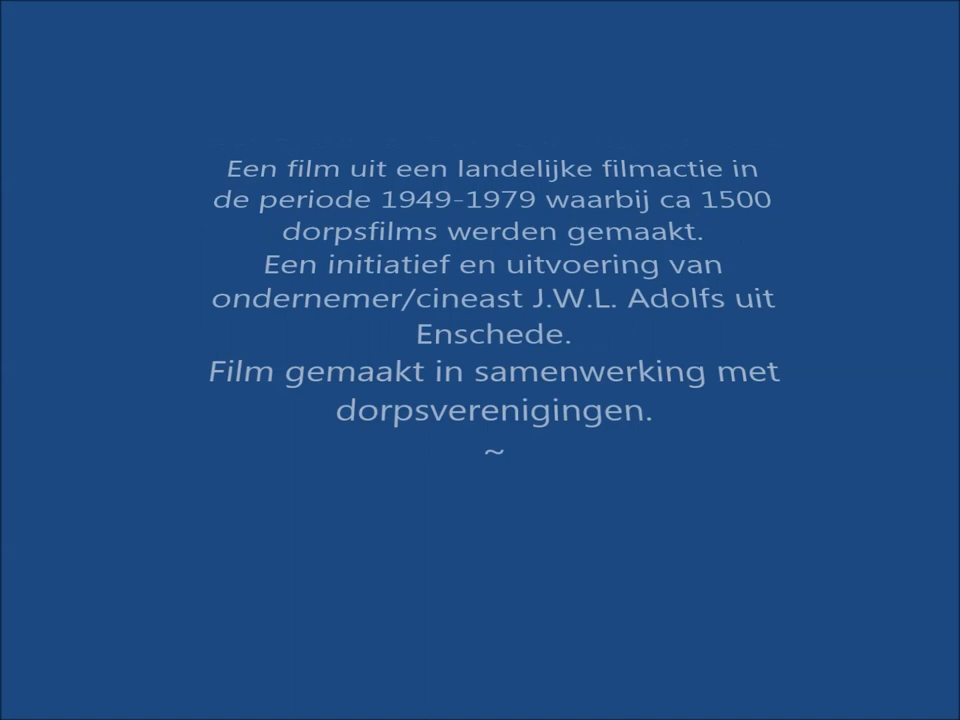 Een film uit een landelijke filmactie in
de periode 1949-1979 waarbij ca 1500
dorpsfilms werden gemaakt.
Een initiatief en uitvoering van
ondernemer/cineast J.W.L. Adolfs uit
Enschede.
Film gemaakt in samenwerking met
dorpsverenigingen.
~